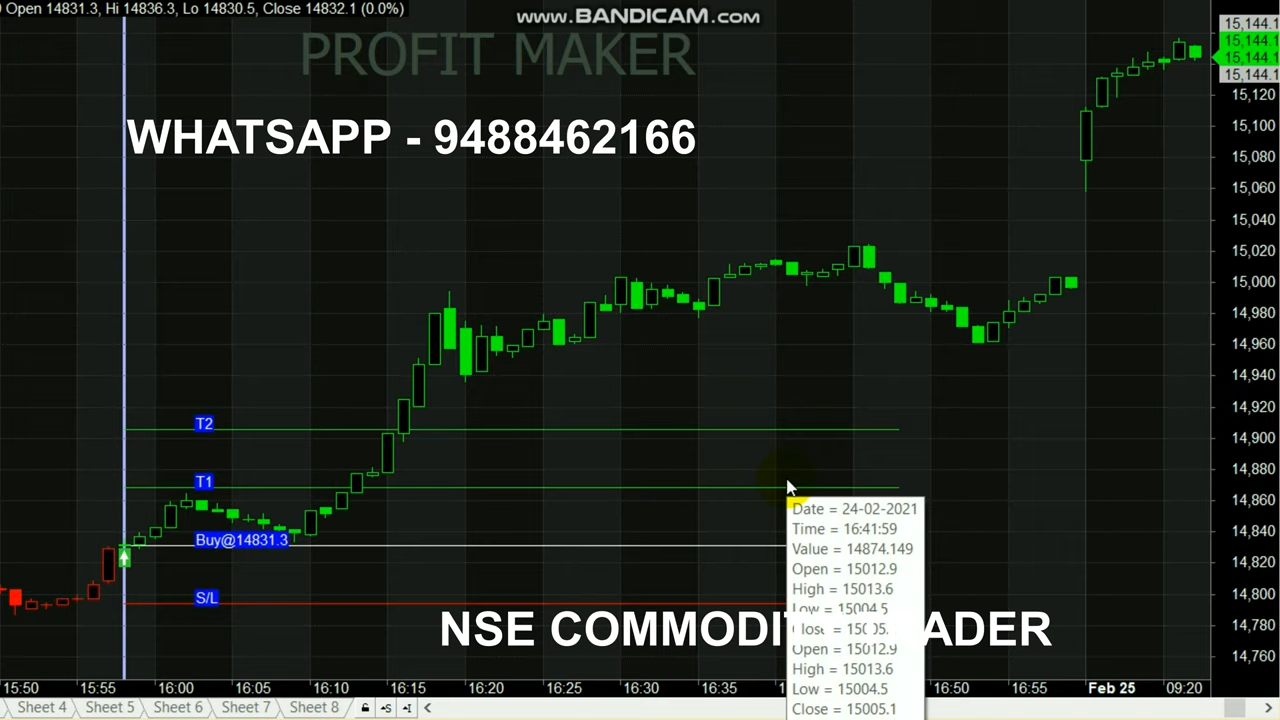 Open 14831.3, Hi 14836.3, Lo 14830.5, Close 14832.1 (0.0%)
www.BANDICAM.com
PROFIT MAKER
WHATSAPP - 9488462166
15,144.1
15,144.1
15,144.1
15,144.1
15,120
15,100
15,080
15,060
15,040
15,020
15,000
14,980
14,960
14,940
14,920
14,900
14,880
14,860
14,840
14,820
14,800
14,780
14,760
T2
T1
Buy@14831.3
S/L
Date = 24-02-2021
Time = 16:41:59
Value = 14874.149
Open = 15012.9
High = 15013.6
Low = 15004.5
Close = 1505.
Open = 15012.9
High = 15013.6
Low = 15004.5
Close = 15005.1
NSE COMMODI ADER
15:50 15:55 16:00 16:05 16:10 16:15 16:20 16:25 16:30 16:35 16:50 16:55 Feb 25 09:20
Sheet 4 Sheet 5 Sheet 6 Sheet 7 Sheet 8